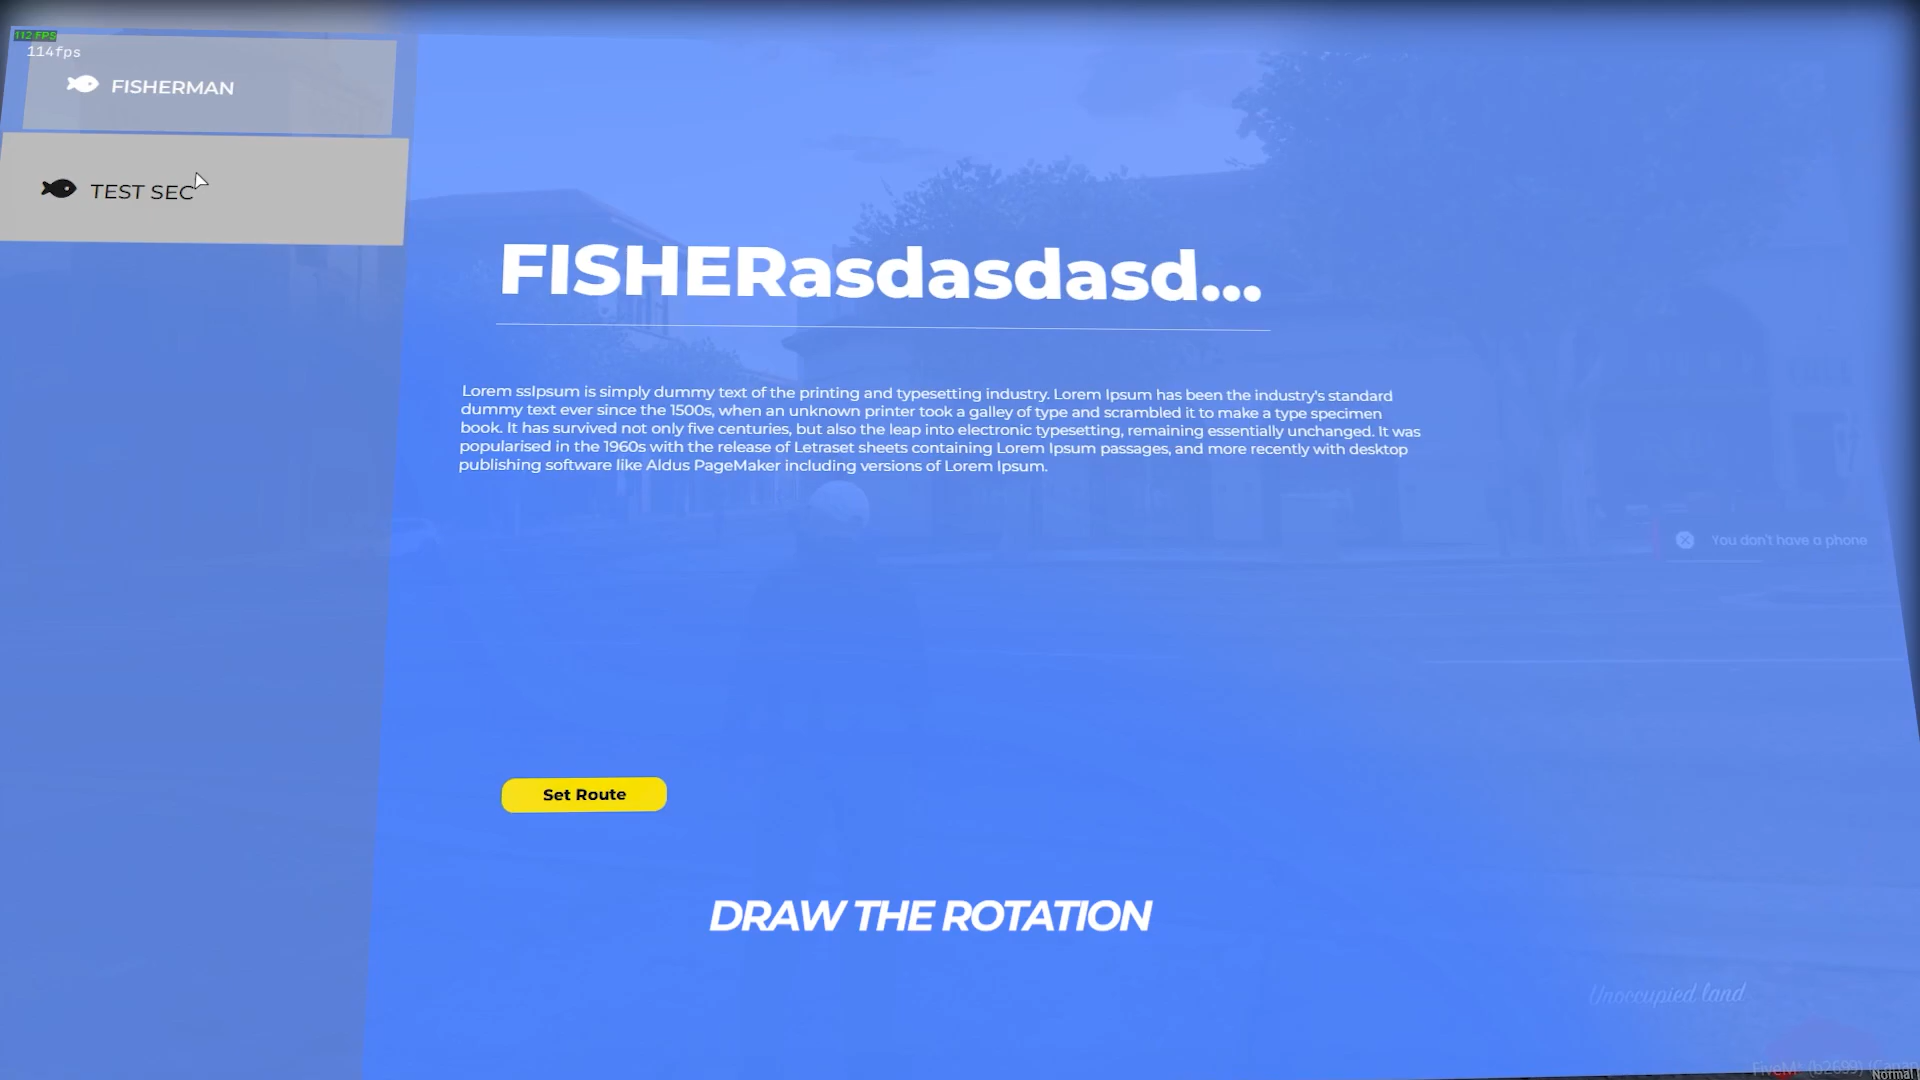 112 FPS
114fps
FISHERMAN
TEST SEC
FISHERasdasdasd...
Lorem ssIpsum is simply dummy text of the printing and typesetting industry. Lorem Ipsum has been the industry's standard
dummy text ever since the 1500s, when an unknown printer took a galley of type and scrambled it to make a type specimen
book. It has survived not only five centuries, but also the leap into electronic typesetting, remaining essentially unchanged. It was
popularised in the 1960s with the release of Letraset sheets containing Lorem Ipsum passages, and more recently with desktop
publishing software like Aldus PageMaker including versions of Lorem Ipsum.
You don't have a phone
Set Route
DRAW THE ROTATION
Unoccupied land
Normal